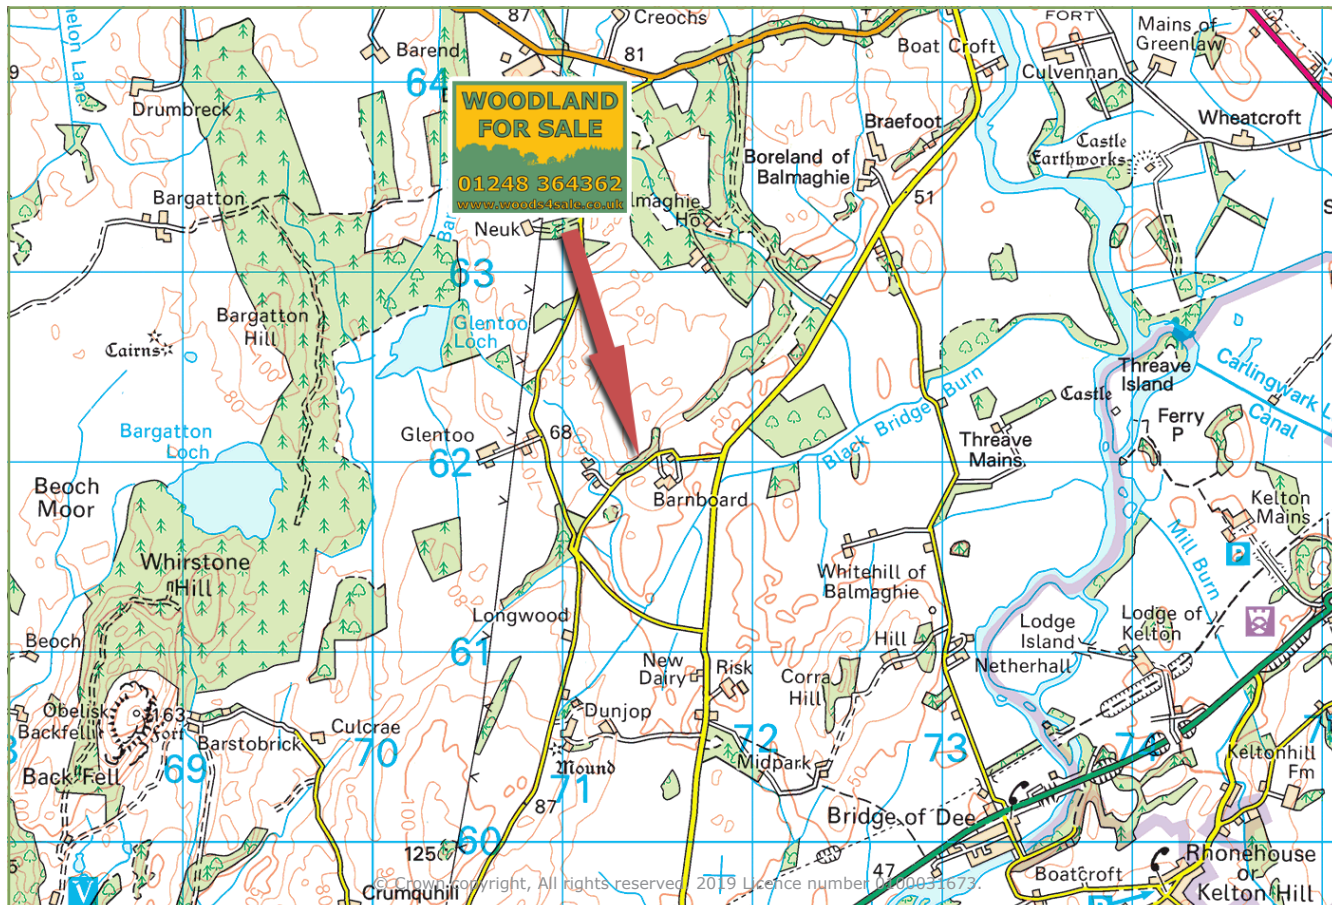 87
Creochs
81
FORT
Mains of
Greenlaw
Boat Croft
Culvennan
Barend
64
Drumbreck
9
WOODLAND
FOR SALE
01248 364362
www.woods4sale.co.uk
Braefoot
Wheatcroft
Castle
Earthworks
Boreland of
Balmaghie
51
Bargatton
lmaghie
Ho
Neuk
63
Bargatton
Hill
Glentoo
Loch
Cairns
Threave
Island
Carlingwark L
Canal
Castle
Ferry
P
Black Bridge Burn
Threave
Mains
Bargatton
Loch
Glentoo
68
62
Beoch
Moor
Barnboard
Kelton
Mains
P
Mill Burn
Whirstone
Hill
Whitehill of
Balmaghie
Longwood
Lodge
Island
Lodge of
Kelton
Beoch
61
Hill
Netherhall
New
Dairy
Risk
Corra
Hill
Obelisk
Backfell
163
Fort
Dunjop
Culcrae
Barstobrick
70
72
73
74
Back Fell
69
Mound
71
Midpark
Keltonhill
Fm
87
Bridge of Dee
60
125
47
Rhonehouse
or
Kelton Hill
Boatcroft
V
Crumquhill
© Crown copyright, All rights reserved. 2019 Licence number 0100031673.